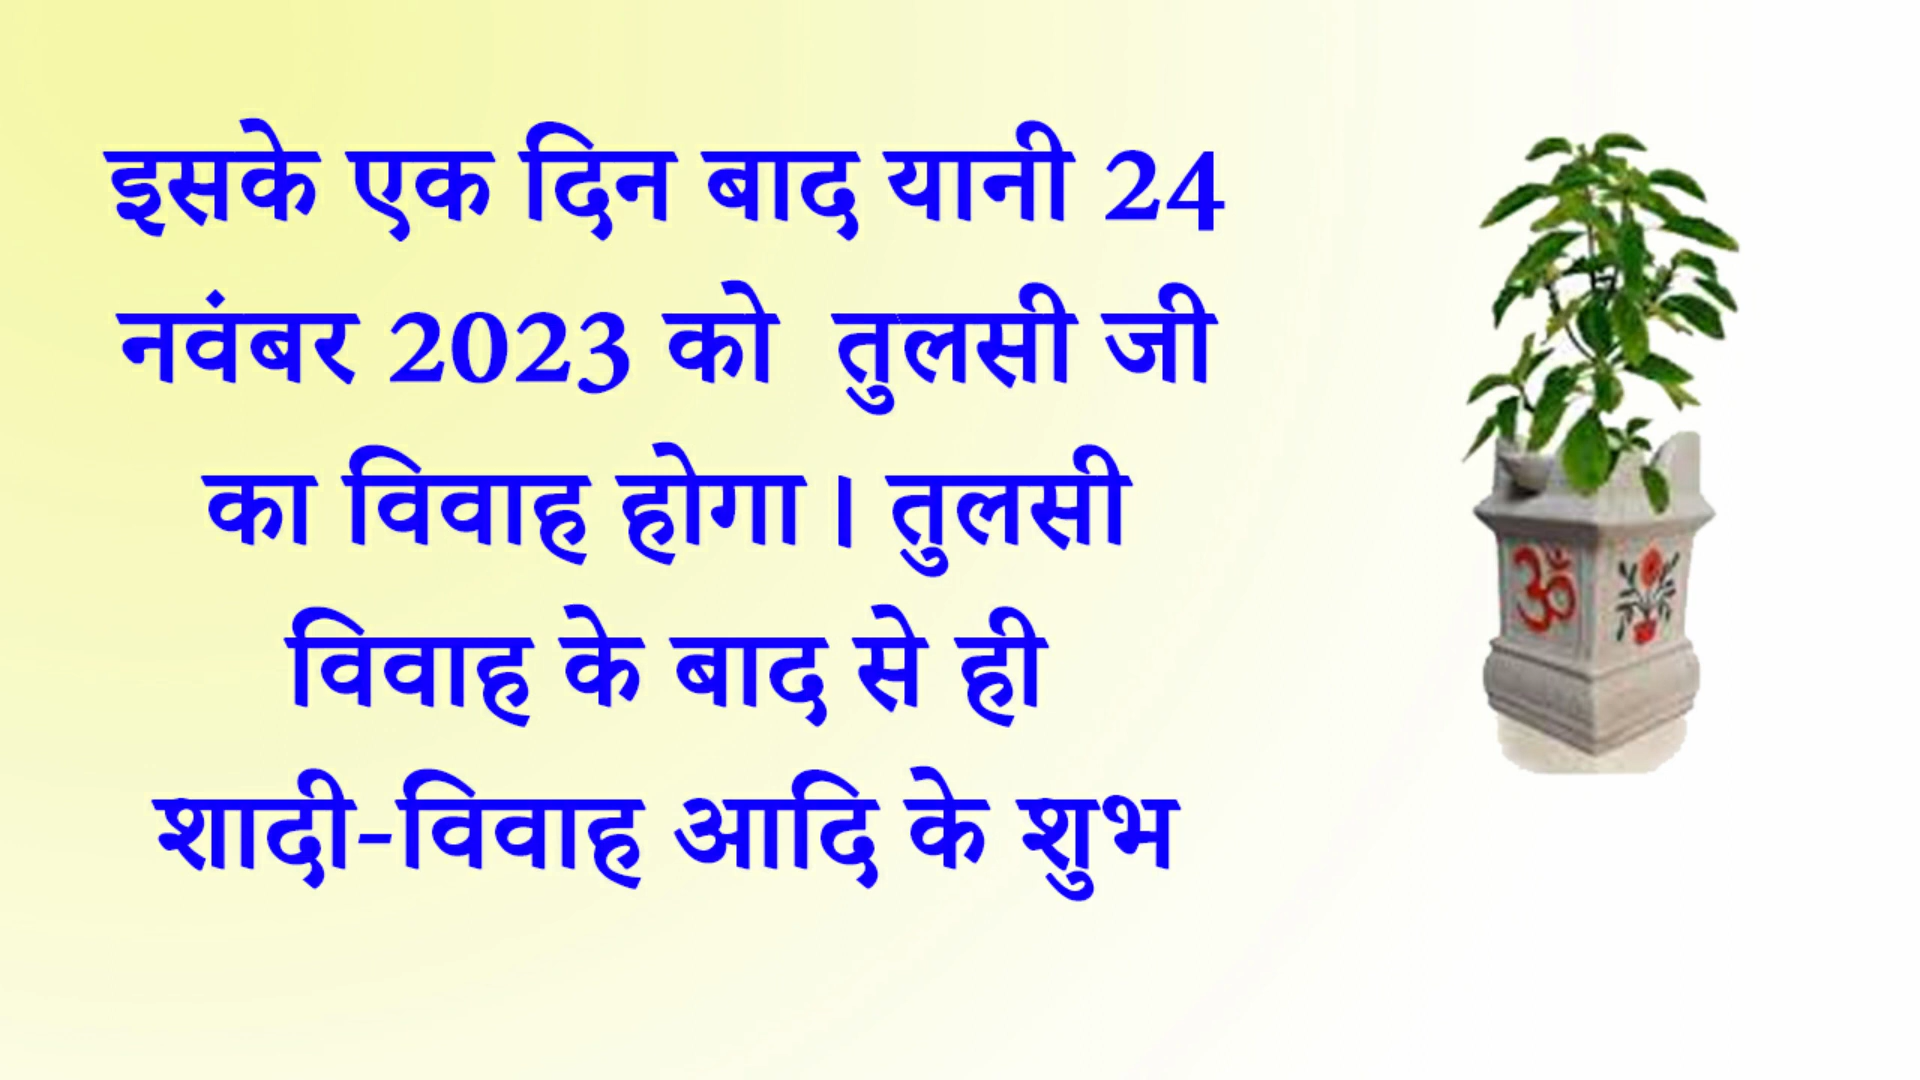 इसके एक दिन बाद यानी 24
नवंबर 2023 को तुलसी जी
का विवाह होगा। तुलसी
विवाह के बाद से ही
शादी-विवाह आदि के शुभ
ॐ